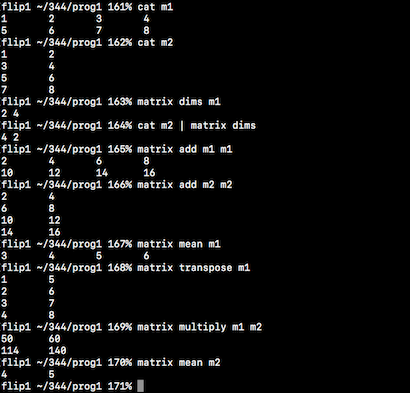 (flip1 ~/344/prog1 161% cat m1
1 2 3 4
5 6 7 8
(flip1 ~/344/prog1 162% cat m2
1 2
3 4
5 6
7 8
(flip1 ~/344/prog1 163% matrix dims m1
2 4
(flip1 ~/344/prog1 164% cat m2 | matrix dims
4 2
(flip1 ~/344/prog1 165% matrix add m1 m1
2 4 6 8
10 12 14 16
(flip1 ~/344/prog1 166% matrix add m2 m2
2 4
6 8
10 12
14 16
(flip1 ~/344/prog1 167% matrix mean m1
3 4 5 6
(flip1 ~/344/prog1 168% matrix transpose m1
1 5
2 6
3 7
4 8
(flip1 ~/344/prog1 169% matrix multiply m1 m2
50 60
114 140
(flip1 ~/344/prog1 170% matrix mean m2
4 5
flip1 ~/344/prog1 171%